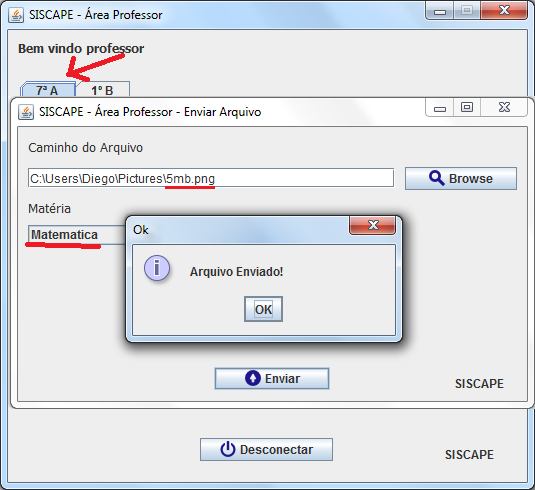 SISCAPE - Área Professor
Bem vindo professor
7ª A
1º B
SISCAPE - Área Professor - Enviar Arquivo
Caminho do Arquivo
C:\Users\Diego\Pictures\5mb.png
Browse
Matéria
Matematica
Ok
Arquivo Enviado!
OK
Enviar
SISCAPE
Desconectar
SISCAPE